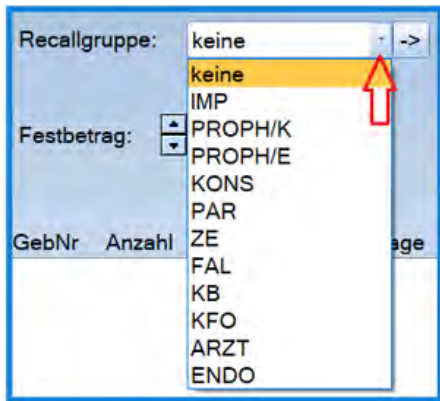 Recallgruppe: keine ->
keine
IMP
Festbetrag: PROPH/K
PROPH/E
KONS
PAR
GebNr Anzahl ZE age
FAL
KB
KFO
ARZT
ENDO